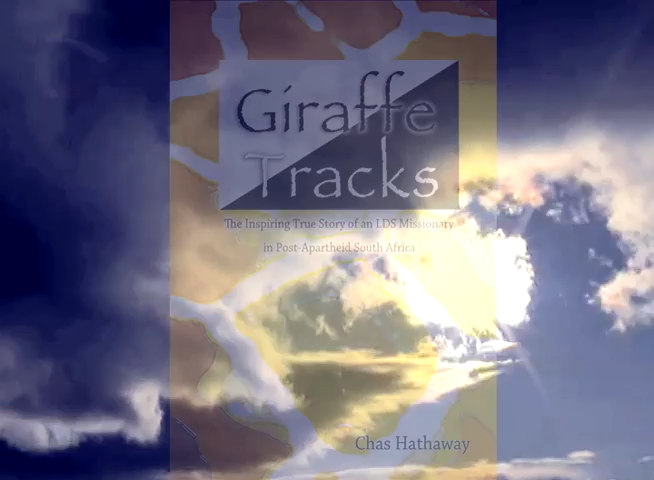 Giraffe
Tracks
The Inspiring True Story of an LDS Missionary
in Post-Apartheid South Africa
Chas Hathaway